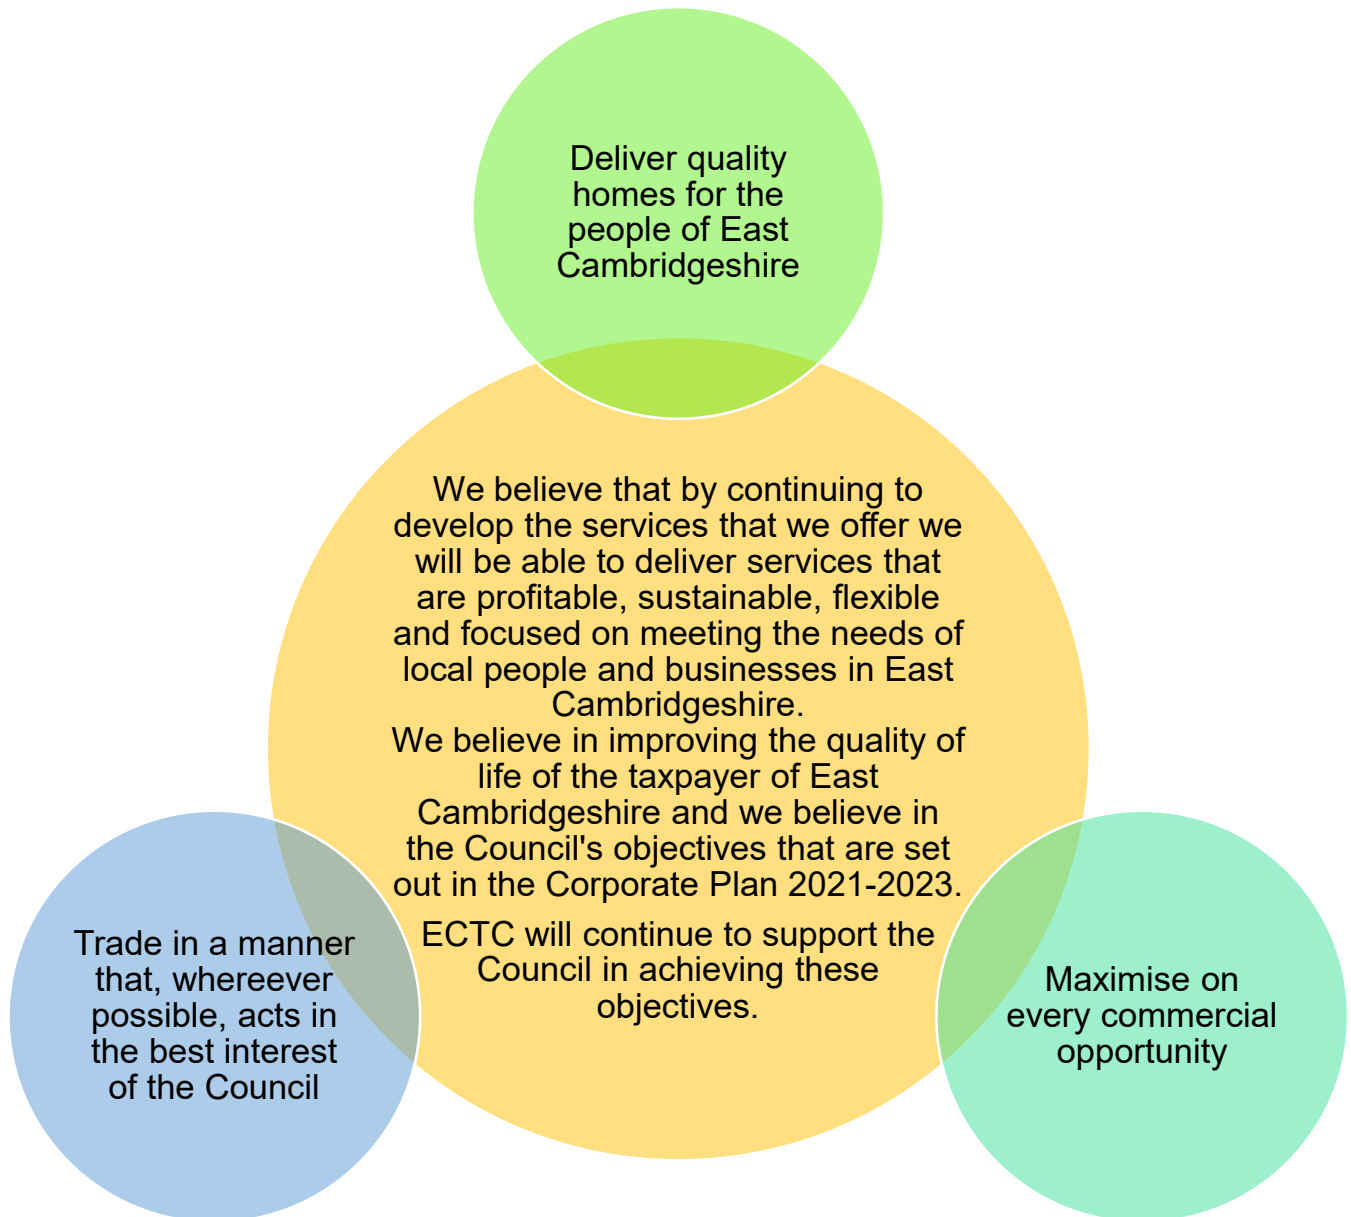 Deliver quality
homes for the
people of East
Cambridgeshire
We believe that by continuing to
develop the services that we offer we
will be able to deliver services that
are profitable, sustainable, flexible
and focused on meeting the needs of
local people and businesses in East
Cambridgeshire.
We believe in improving the quality of
life of the taxpayer of East
Cambridgeshire and we believe in
the Council's objectives that are set
out in the Corporate Plan 2021-2023.
ECTC will continue to support the
Council in achieving these
objectives.
Trade in a manner
that, whereever
possible, acts in
the best interest
of the Council
Maximise on
every commercial
opportunity